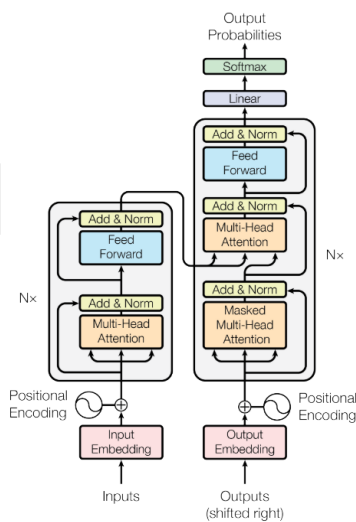 Output
Probabilities
Softmax
Linear
Add & Norm
Feed
Forward
Add & Norm
Multi-Head
Attention
Add & Norm
Masked
Multi-Head
Attention
N×
Positional
Encoding
Output
Embedding
Outputs
(shifted right)
Add & Norm
Feed
Forward
N×
Add & Norm
Multi-Head
Attention
Positional
Encoding
Input
Embedding
Inputs